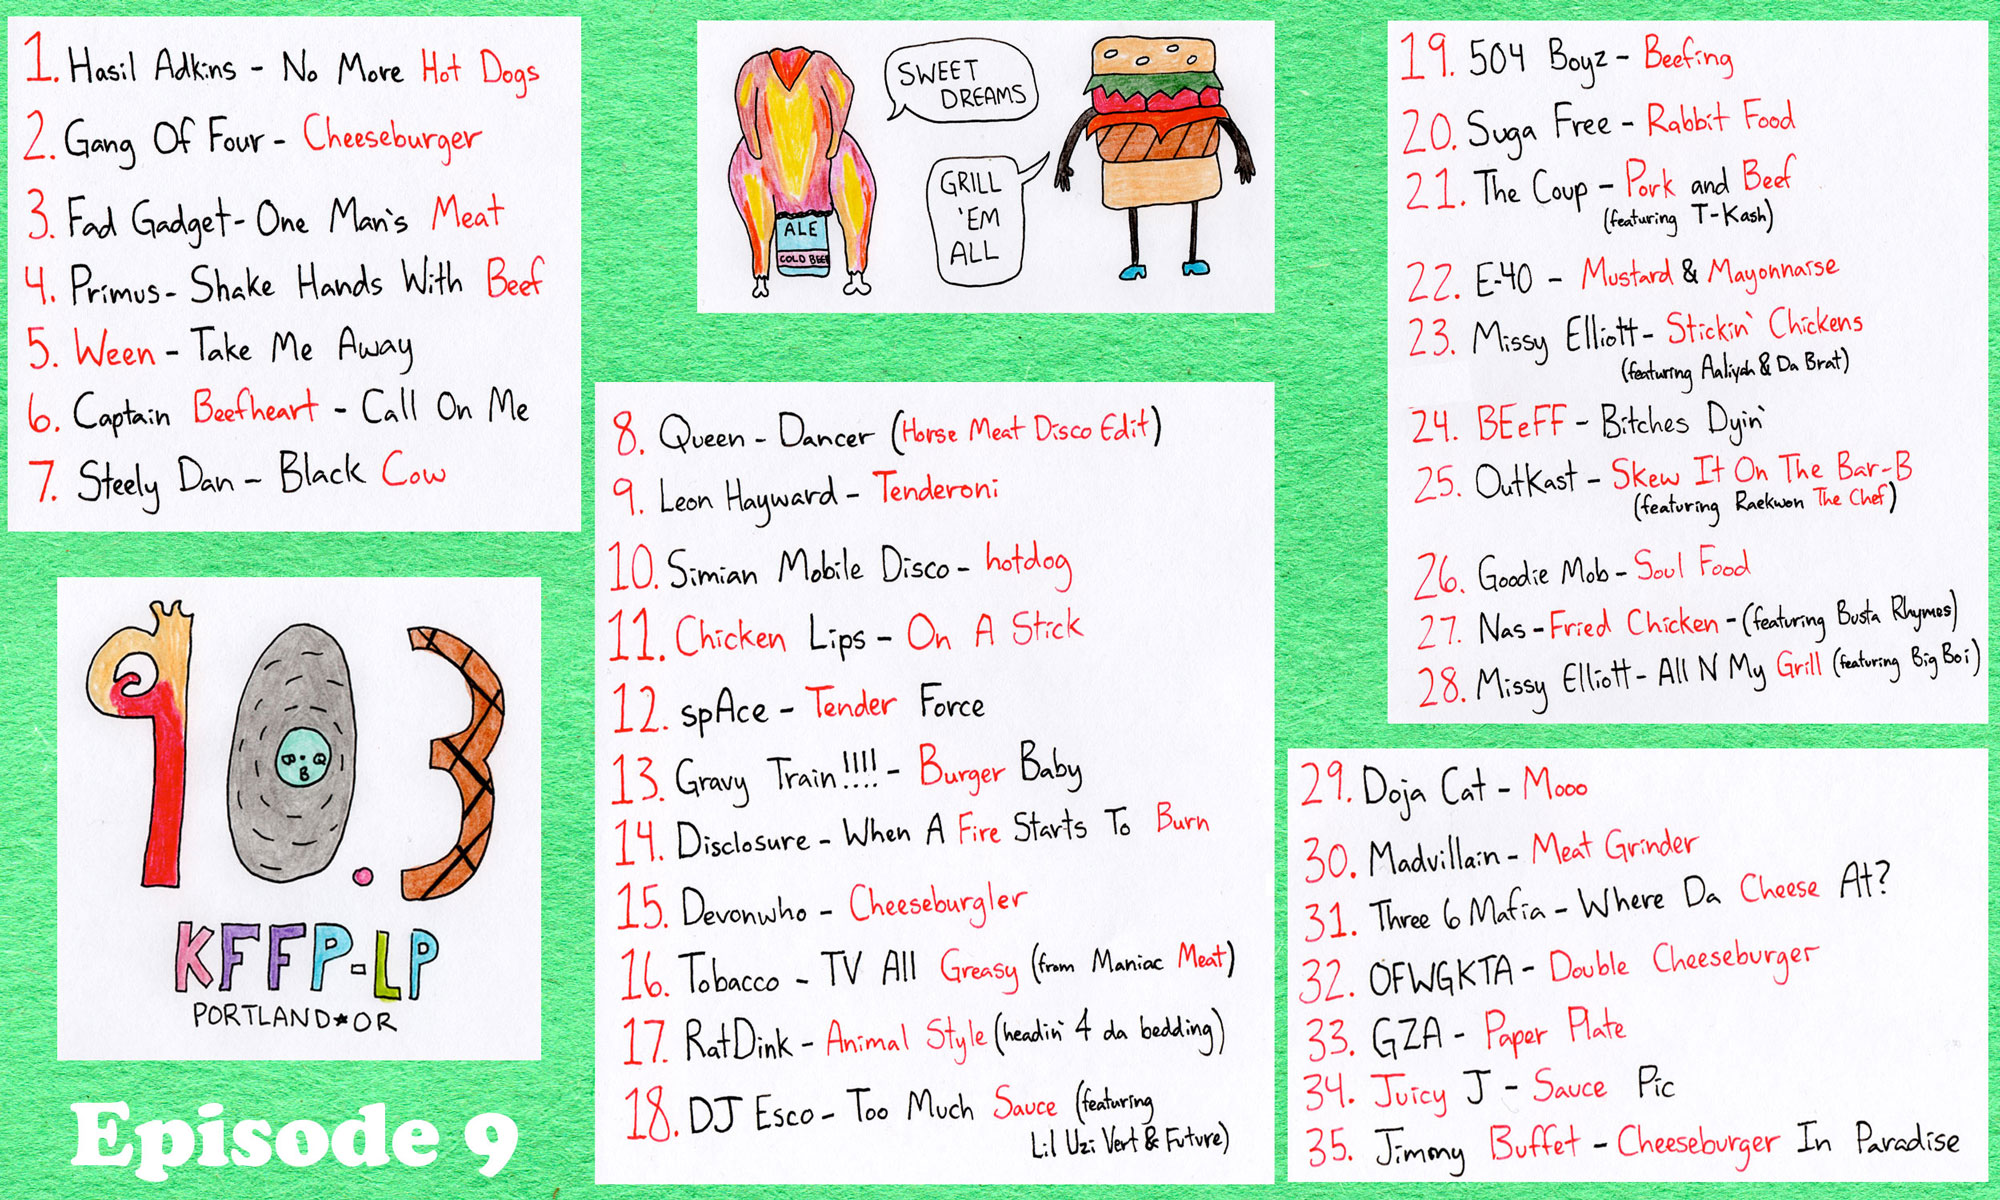 1. Hasil Adkins - No More Hot Dogs
2. Gang Of Four - Cheeseburger
3. Fad Gadget - One Man's Meat
4. Primus - Shake Hands With Beef
5. Ween - Take Me Away
6. Captain Beefheart - Call On Me
7. Steely Dan - Black Cow
SWEET
DREAMS
GRILL
'EM
ALL
ALE
COLD BEER
90.3
B
KFFP-LP
PORTLAND★OR
Episode 9
8. Queen - Dancer (Horse Meat Disco Edit)
9. Leon Hayward - Tenderoni
10. Simian Mobile Disco - hotdog
11. Chicken Lips - On A Stick
12. spAce - Tender Force
13. Gravy Train!!!! - Burger Baby
14. Disclosure - When A Fire Starts To Burn
15. Devonwho - Cheeseburgler
16. Tobacco - TV All Greasy (from Maniac Meat)
17. RatDink - Animal Style (headin' 4 da bedding)
18. DJ Esco - Too Much Sauce (featuring
Lil Uzi Vert & Future)
19. 504 Boyz - Beefing
20. Suga Free - Rabbit Food
21. The Coup - Pork and Beef
(featuring T-Kash)
22. E-40 - Mustard & Mayonnaise
23. Missy Elliott - Stickin' Chickens
(featuring Aaliyah & Da Brat)
24. BEeFF - Bitches Dyin'
25. OutKast - Skew It On The Bar-B
(featuring Raekwon The Chef)
26. Goodie Mob - Soul Food
27. Nas - Fried Chicken - (featuring Busta Rhymes)
28. Missy Elliott - All N My Grill (featuring Big Boi)
29. Doja Cat - Mooo
30. Madvillain - Meat Grinder
31. Three 6 Mafia - Where Da Cheese At?
32. OFWGKTA - Double Cheeseburger
33. GZA - Paper Plate
34. Juicy J - Sauce Pic
35. Jimmy Buffet - Cheeseburger In Paradise